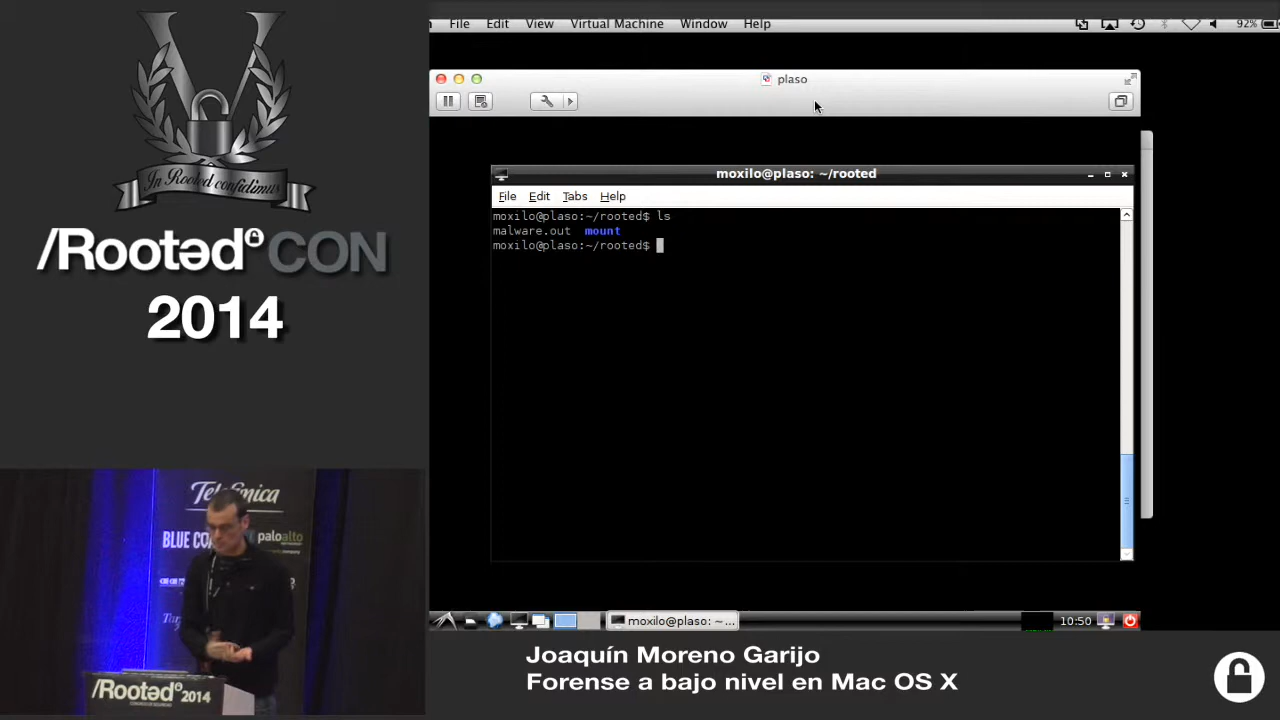 In Rooted confidimus
/Rootəd CON
2014
File Edit View Virtual Machine Window Help
92%
plaso
moxilo@plaso: ~/rooted
File Edit Tabs Help
moxilo@plaso:~/rooted$ ls
malware.out mount
moxilo@plaso:~/rooted$
moxilo@plaso: ~...
10:50
Telefónica
BLUE CO
paloalto
/Rootəd 2014
Joaquín Moreno Garijo
Forense a bajo nivel en Mac OS X